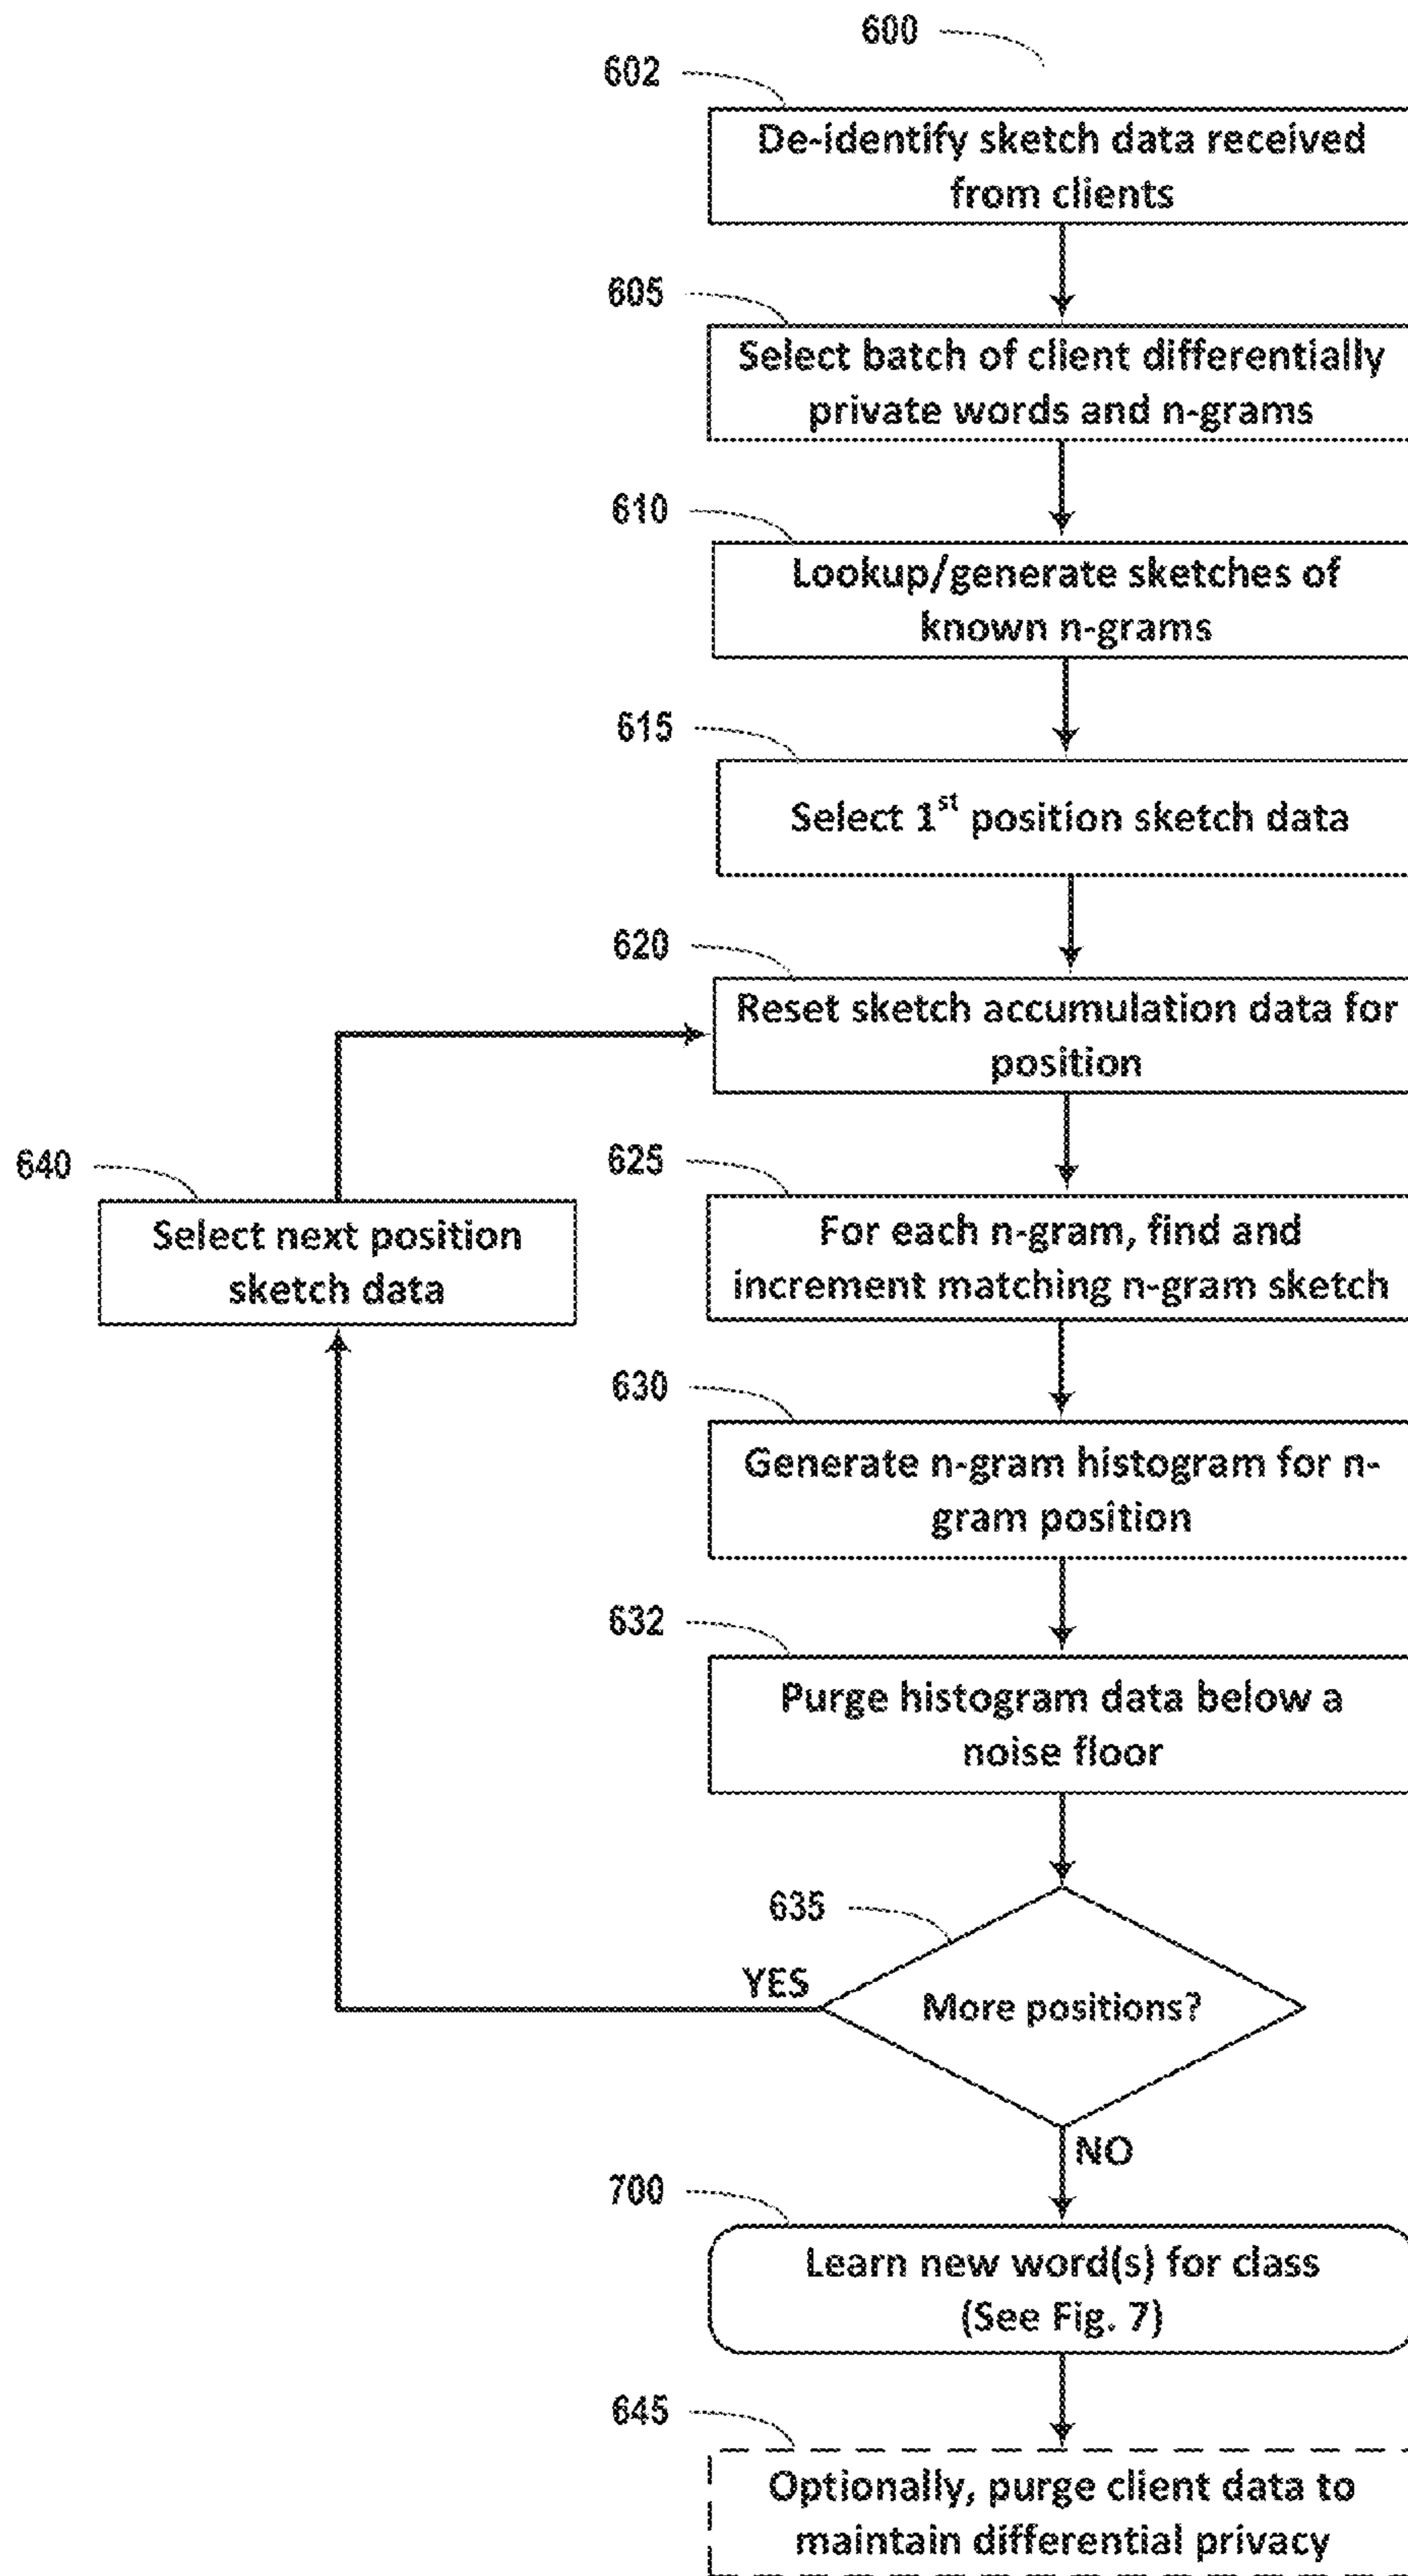 600
602
De-identify sketch data received
from clients
605
Select batch of client differentially
private words and n-grams
610
Lookup/generate sketches of
known n-grams
615
Select 1st position sketch data
620
Reset sketch accumulation data for
position
640
Select next position
sketch data
625
For each n-gram, find and
increment matching n-gram sketch
630
Generate n-gram histogram for n-
gram position
632
Purge histogram data below a
noise floor
635
YES
More positions?
NO
700
Learn new word(s) for class
(See Fig. 7)
645
Optionally, purge client data to
maintain differential privacy